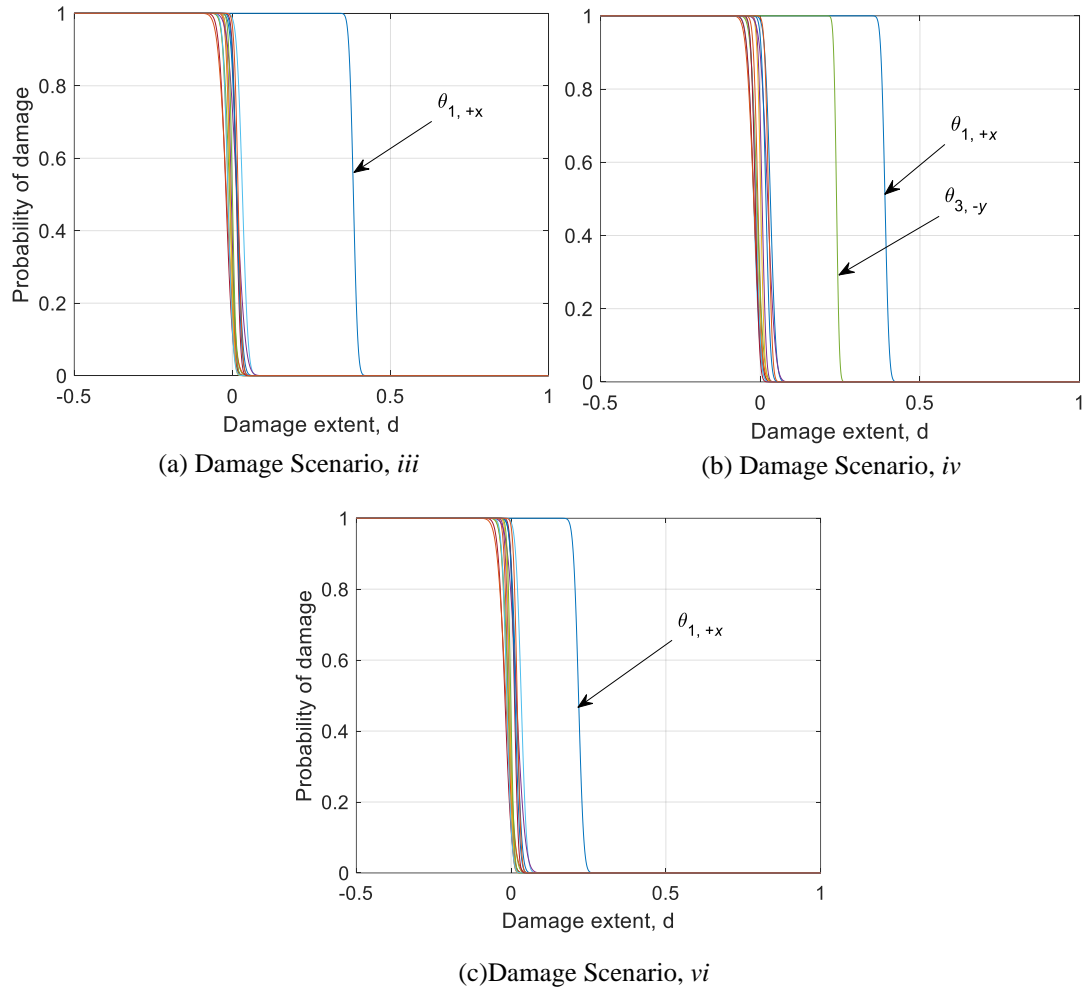 1
0.8
0.6
0.4
0.2
0
-0.5
0
0.5
1
Probability of damage
Damage extent, d
θ1, +x
(a) Damage Scenario, iii
1
0.8
0.6
0.4
0.2
0
-0.5
0
0.5
1
Damage extent, d
θ1, +x
θ3, -y
(b) Damage Scenario, iv
1
0.8
0.6
0.4
0.2
0
-0.5
0
0.5
1
Probability of damage
Damage extent, d
θ1, +x
(c)Damage Scenario, vi